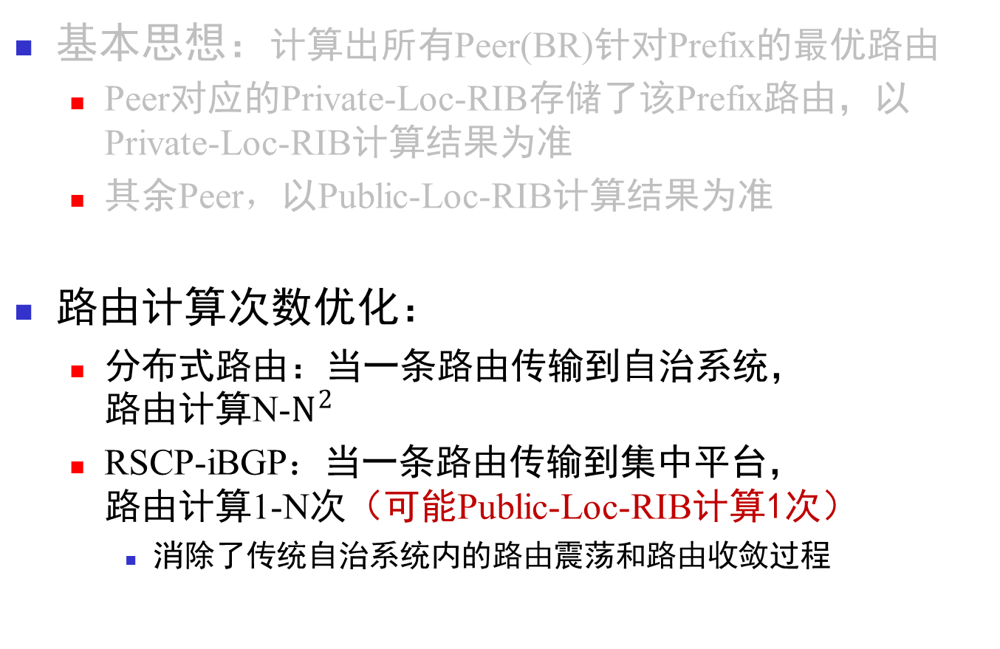 基本思想：计算出所有Peer(BR)针对Prefix的最优路由
Peer对应的Private-Loc-RIB存储了该Prefix路由，以
Private-Loc-RIB计算结果为准
其余Peer，以Public-Loc-RIB计算结果为准
路由计算次数优化：
分布式路由：当一条路由传输到自治系统，
路由计算N-N²
RSCP-iBGP：当一条路由传输到集中平台，
路由计算1-N次（可能Public-Loc-RIB计算1次）
消除了传统自治系统内的路由震荡和路由收敛过程